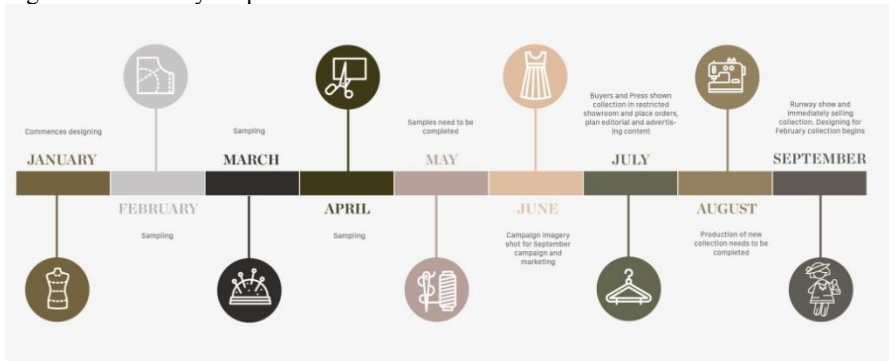 Commences designing
JANUARY
FEBRUARY
Sampling
Sampling
MARCH
APRIL
Sampling
Samples need to be
completed
MAY
JUNE
Campaign imagery
shot for September
campaign and
marketing
Buyers and Press shown
collection in restricted
showroom and place orders,
plan editorial and advertis-
ing content
JULY
AUGUST
Production of new
collection needs to be
completed
Runway show and
immediately selling
collection. Designing for
February collection begins
SEPTEMBER